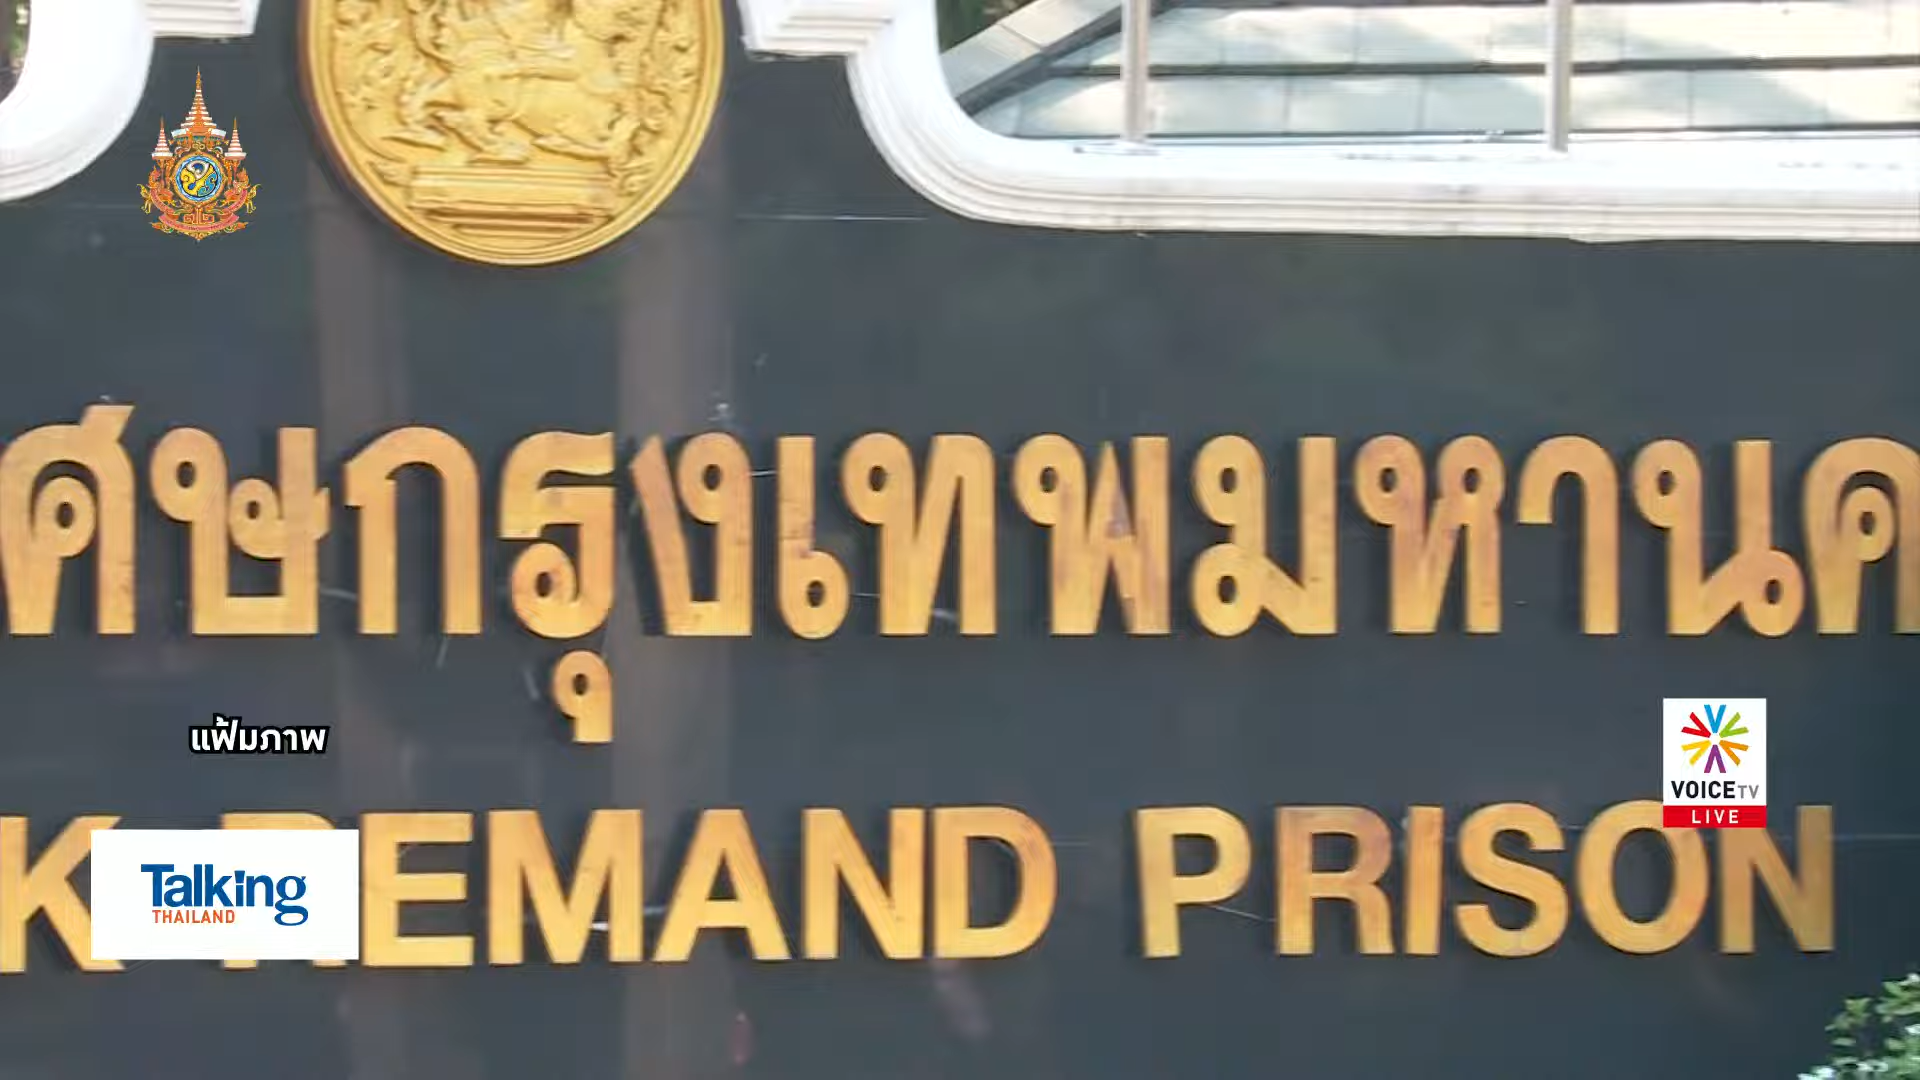 ศษกรุงเทพมหานค
แฟ้มภาพ
VOICE TV
LIVE
K REMAND PRISON
Talking
THAILAND